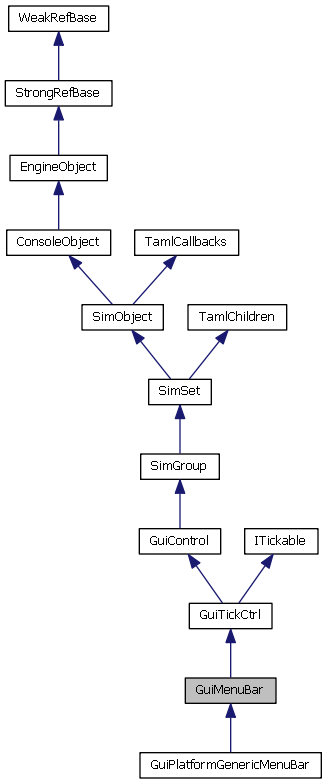 WeakRefBase
StrongRefBase
EngineObject
ConsoleObject
TamlCallbacks
SimObject
TamlChildren
SimSet
SimGroup
GuiControl
ITickable
GuiTickCtrl
GuiMenuBar
GuiPlatformGenericMenuBar